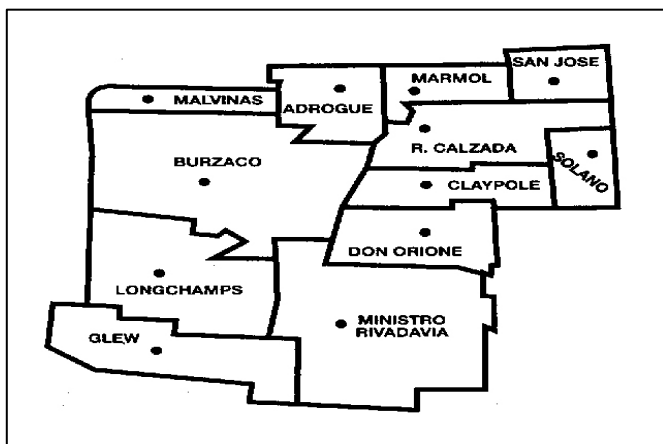 SAN JOSE
MARMOL
MALVINAS
ADROGUE
R. CALZADA
BURZACO
SOLANO
CLAYPOLE
DON ORIONE
LONGCHAMPS
MINISTRO
RIVADAVIA
GLEW